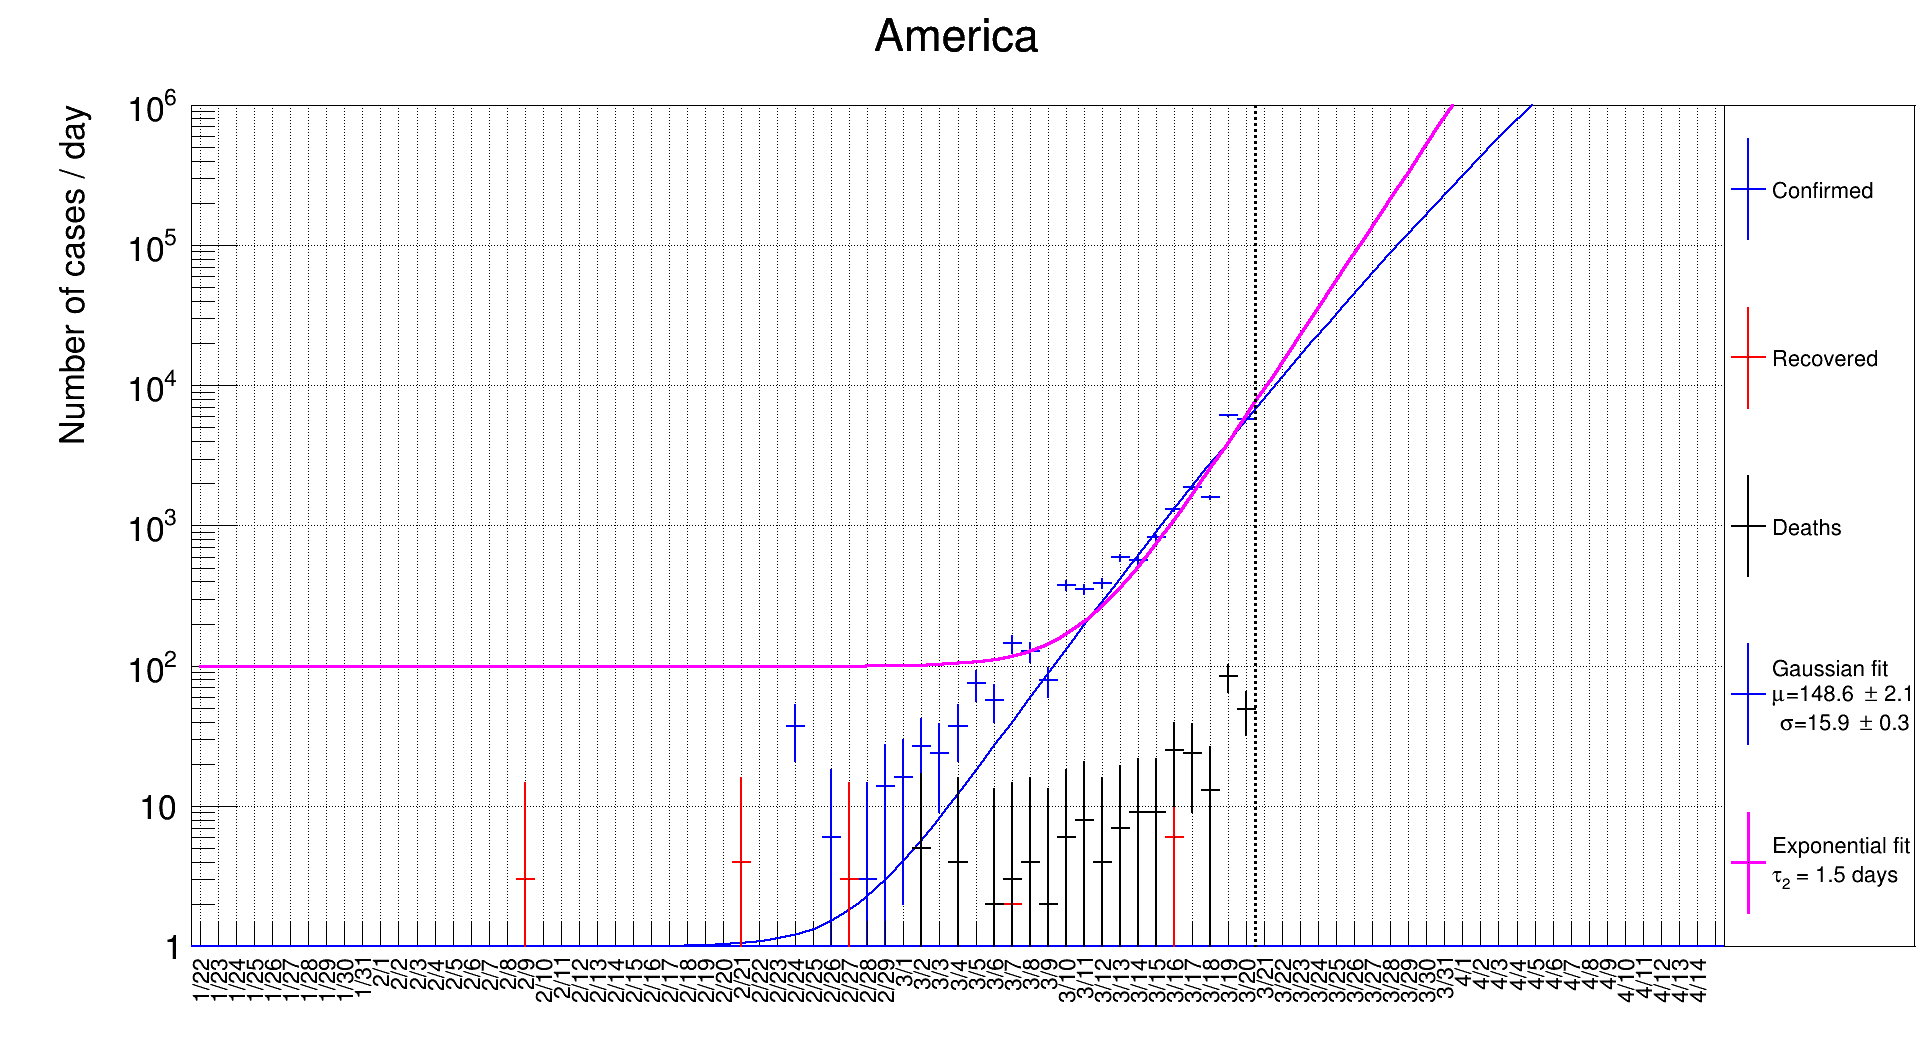 America
Number of cases / day
10⁶
10⁵
10⁴
10³
10²
10
1
1/22 1/23 1/24 1/25 1/26 1/27 1/28 1/29 1/30 1/31 2/1 2/2 2/3 2/4 2/5 2/6 2/7 2/8 2/9 2/10 2/11 2/12 2/13 2/14 2/15 2/16 2/17 2/18 2/19 2/20 2/21 2/22 2/23 2/24 2/25 2/26 2/27 2/28 2/29 3/1 3/2 3/3 3/4 3/5 3/6 3/7 3/8 3/9 3/10 3/11 3/12 3/13 3/14 3/15 3/16 3/17 3/18 3/19 3/20 3/21 3/22 3/23 3/24 3/25 3/26 3/27 3/28 3/29 3/30 3/31 4/1 4/2 4/3 4/4 4/5 4/6 4/7 4/8 4/9 4/10 4/11 4/12 4/13 4/14
Confirmed
Recovered
Deaths
Gaussian fit
μ=148.6 ± 2.1
σ=15.9 ± 0.3
Exponential fit
τ₂ = 1.5 days